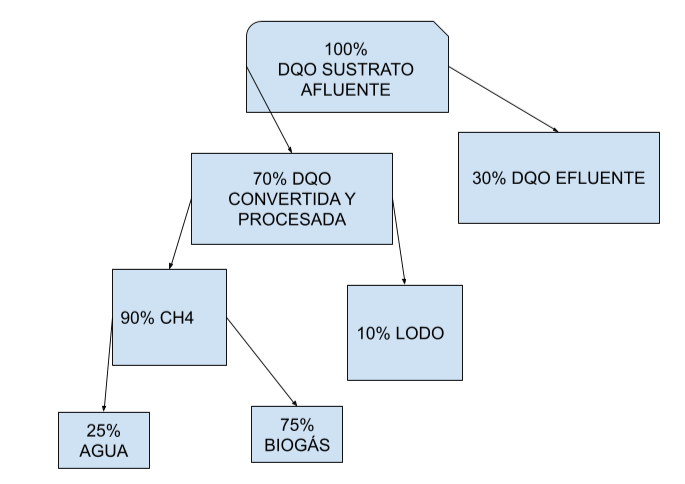 100%
DQO SUSTRATO
AFLUENTE
30% DQO EFLUENTE
70% DQO
CONVERTIDA Y
PROCESADA
90% CH4
10% LODO
25%
AGUA
75%
BIOGÁS